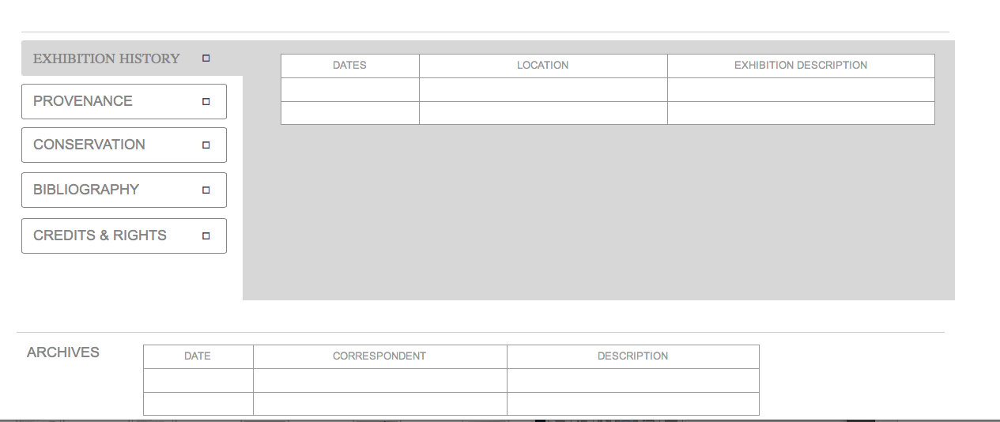 EXHIBITION HISTORY
PROVENANCE
CONSERVATION
BIBLIOGRAPHY
CREDITS & RIGHTS
DATES LOCATION EXHIBITION DESCRIPTION
ARCHIVES
DATE CORRESPONDENT DESCRIPTION